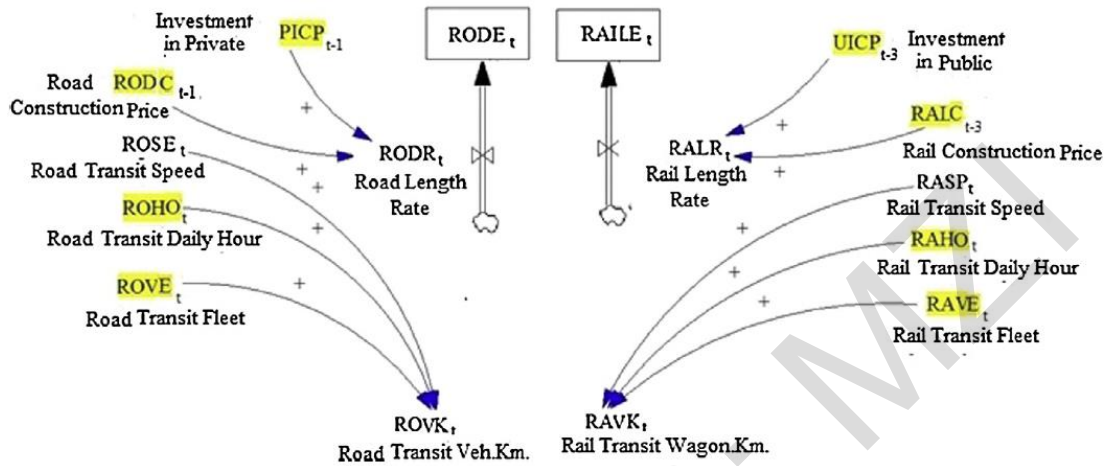 Investment
in Private
PICP t-1
RODE t
RAILE t
UICP t-3
Investment
in Public
Road
Construction Price
RODC t-1
RALC t-3
Rail Construction Price
ROSE t
Road Transit Speed
RODR t
Road Length
Rate
RALR t
Rail Length
Rate
RASP t
Rail Transit Speed
ROHO t
Road Transit Daily Hour
RAHO t
Rail Transit Daily Hour
ROVE t
Road Transit Fleet
RAVE t
Rail Transit Fleet
+
+
+
+
+
+
+
+
+
+
ROVK t
Road Transit Veh.Km.
RAVK t
Rail Transit Wagon.Km.
MZI